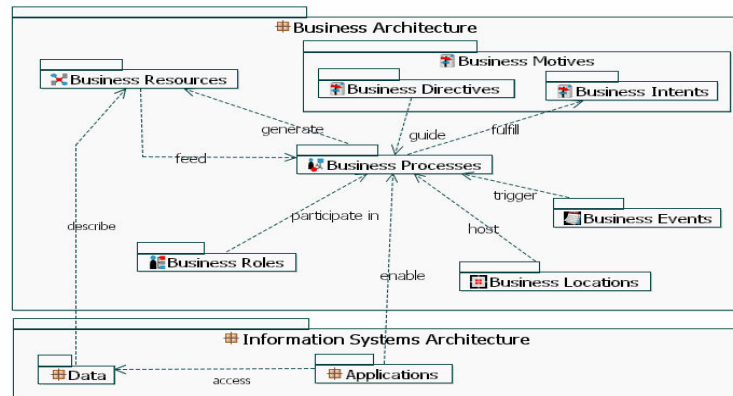 Business Architecture
Business Motives
Business Resources
Business Directives
Business Intents
generate
guide
fulfill
feed
Business Processes
trigger
participate in
Business Events
describe
host
Business Roles
enable
Business Locations
Information Systems Architecture
Data
access
Applications